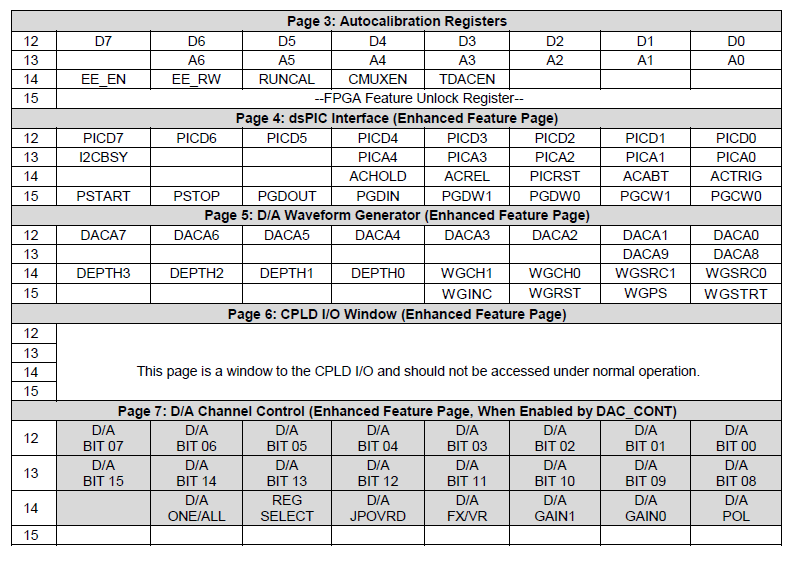 Page 3: Autocalibration Registers
12 D7 D6 D5 D4 D3 D2 D1 D0
13 A6 A5 A4 A3 A2 A1 A0
14 EE_EN EE_RW RUNCAL CMUXEN TDACEN
15 --FPGA Feature Unlock Register--
Page 4: dsPIC Interface (Enhanced Feature Page)
12 PICD7 PICD6 PICD5 PICD4 PICD3 PICD2 PICD1 PICD0
13 I2CBSY PICA4 PICA3 PICA2 PICA1 PICA0
14 ACHOLD ACREL PICRST ACABT ACTRIG
15 PSTART PSTOP PGDOUT PGDIN PGDW1 PGDW0 PGCW1 PGCW0
Page 5: D/A Waveform Generator (Enhanced Feature Page)
12 DACA7 DACA6 DACA5 DACA4 DACA3 DACA2 DACA1 DACA0
13 DACA9 DACA8
14 DEPTH3 DEPTH2 DEPTH1 DEPTH0 WGCH1 WGCH0 WGSRC1 WGSRC0
15 WGINC WGRST WGPS WGSTRT
Page 6: CPLD I/O Window (Enhanced Feature Page)
12
13
14 This page is a window to the CPLD I/O and should not be accessed under normal operation.
15
Page 7: D/A Channel Control (Enhanced Feature Page, When Enabled by DAC_CONT)
D/A D/A D/A D/A D/A D/A D/A D/A
12 BIT 07 BIT 06 BIT 05 BIT 04 BIT 03 BIT 02 BIT 01 BIT 00
D/A D/A D/A D/A D/A D/A D/A D/A
13 BIT 15 BIT 14 BIT 13 BIT 12 BIT 11 BIT 10 BIT 09 BIT 08
D/A REG D/A D/A D/A D/A D/A
14 ONE/ALL SELECT JPOVRD FX/VR GAIN1 GAIN0 POL
15